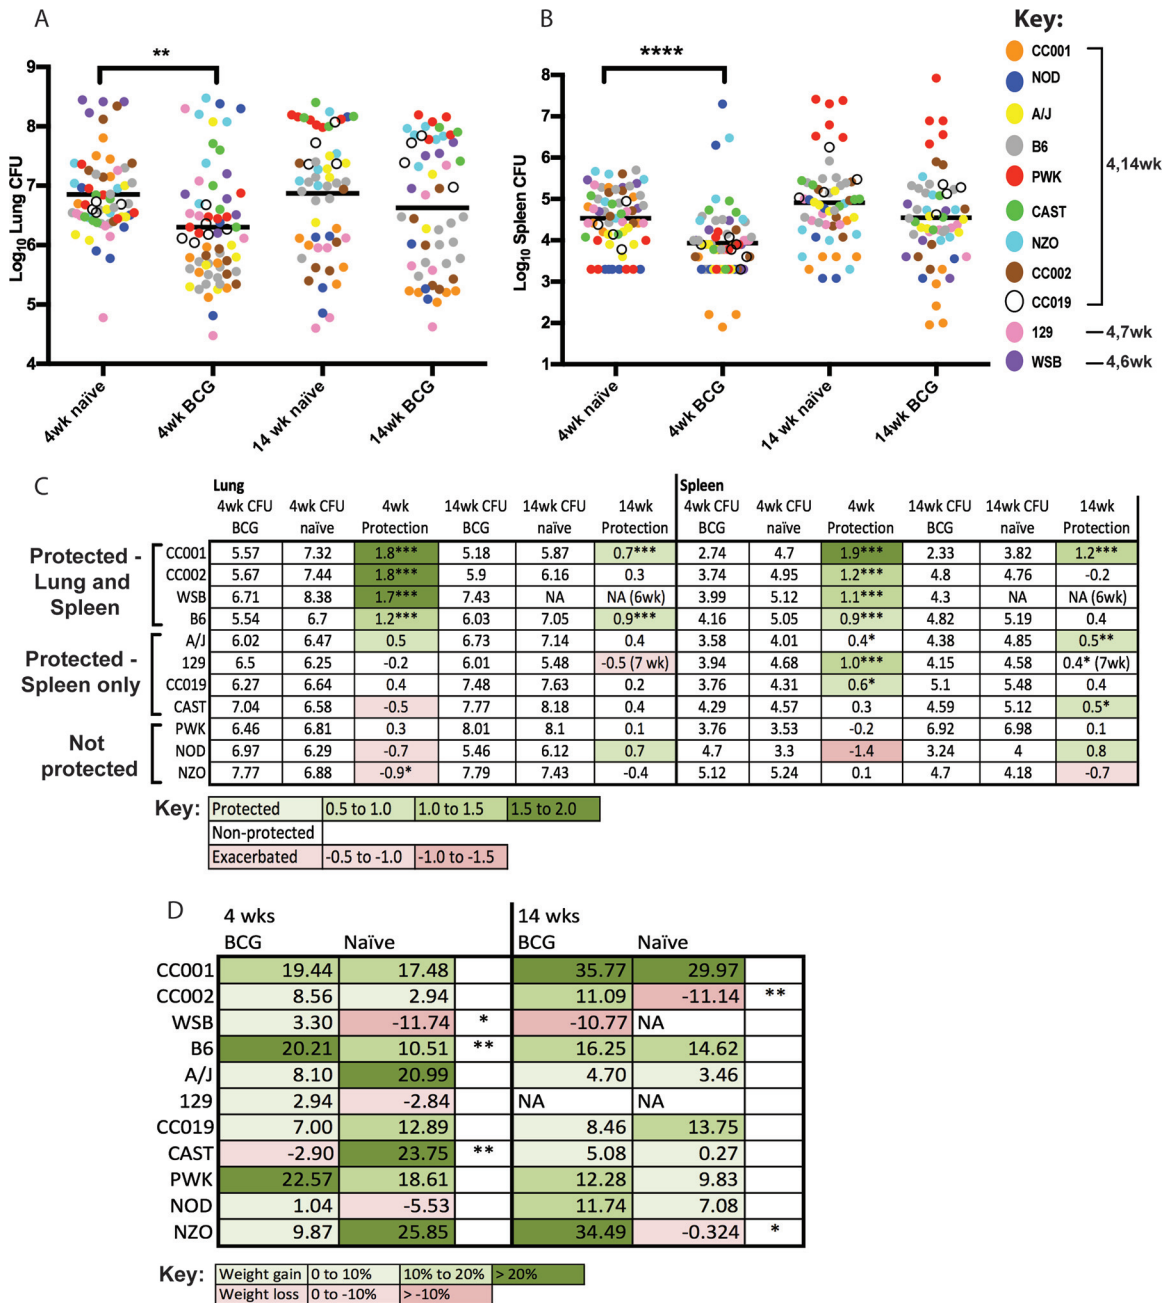 A
B
Key:
**
****
Log10 Lung CFU
9
8
7
6
5
4
4wk naïve
4wk BCG
14 wk naïve
14wk BCG
Log10 Spleen CFU
8
7
6
5
4
3
2
1
4wk naïve
4wk BCG
14 wk naïve
14wk BCG
CC001
NOD
A/J
B6
PWK
CAST
NZO
CC002
CC019
4,14wk
129 4,7wk
WSB 4,6wk
C
Lung Spleen
4wk CFU BCG 4wk CFU naïve 4wk Protection 14wk CFU BCG 14wk CFU naïve 14wk Protection 4wk CFU BCG 4wk CFU naïve 4wk Protection 14wk CFU BCG 14wk CFU naïve 14wk Protection
Protected - Lung and Spleen
CC001 5.57 7.32 1.8*** 5.18 5.87 0.7*** 2.74 4.7 1.9*** 2.33 3.82 1.2***
CC002 5.67 7.44 1.8*** 5.9 6.16 0.3 3.74 4.95 1.2*** 4.8 4.76 -0.2
WSB 6.71 8.38 1.7*** 7.43 NA NA (6wk) 3.99 5.12 1.1*** 4.3 NA NA (6wk)
B6 5.54 6.7 1.2*** 6.03 7.05 0.9*** 4.16 5.05 0.9*** 4.82 5.19 0.4
Protected - Spleen only
A/J 6.02 6.47 0.5 6.73 7.14 0.4 3.58 4.01 0.4* 4.38 4.85 0.5**
129 6.5 6.25 -0.2 6.01 5.48 -0.5 (7 wk) 3.94 4.68 1.0*** 4.15 4.58 0.4* (7wk)
CC019 6.27 6.64 0.4 7.48 7.63 0.2 3.76 4.31 0.6* 5.1 5.48 0.4
CAST 7.04 6.58 -0.5 7.77 8.18 0.4 4.29 4.57 0.3 4.59 5.12 0.5*
Not protected
PWK 6.46 6.81 0.3 8.01 8.1 0.1 3.76 3.53 -0.2 6.92 6.98 0.1
NOD 6.97 6.29 -0.7 5.46 6.12 0.7 4.7 3.3 -1.4 3.24 4 0.8
NZO 7.77 6.88 -0.9* 7.79 7.43 -0.4 5.12 5.24 0.1 4.7 4.18 -0.7
Key: Protected 0.5 to 1.0 1.0 to 1.5 1.5 to 2.0
Non-protected
Exacerbated -0.5 to -1.0 -1.0 to -1.5
D
4 wks 14 wks
BCG Naïve BCG Naïve
CC001 19.44 17.48 35.77 29.97
CC002 8.56 2.94 11.09 -11.14 **
WSB 3.30 -11.74 * -10.77 NA
B6 20.21 10.51 ** 16.25 14.62
A/J 8.10 20.99 4.70 3.46
129 2.94 -2.84 NA NA
CC019 7.00 12.89 8.46 13.75
CAST -2.90 23.75 ** 5.08 0.27
PWK 22.57 18.61 12.28 9.83
NOD 1.04 -5.53 11.74 7.08
NZO 9.87 25.85 34.49 -0.324 *
Key: Weight gain 0 to 10% 10% to 20% > 20%
Weight loss 0 to -10% > -10%